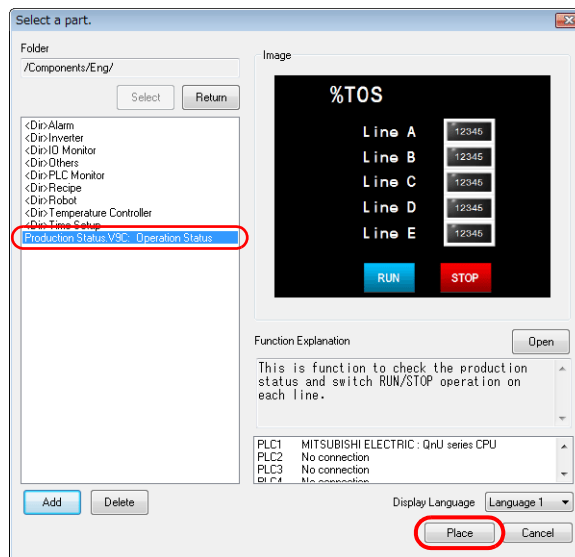 Select a part.
Folder
/Components/Eng/
Select
Return
<Dir>Alarm
<Dir>Inverter
<Dir>IO Monitor
<Dir>Others
<Dir>PLC Monitor
<Dir>Recipe
<Dir>Robot
<Dir>Temperature Controller
<Dir>Time Setup
Production Status.V9C: Operation Status
Add
Delete
Image
%TOS
Line A 12345
Line B 12345
Line C 12345
Line D 12345
Line E 12345
RUN
STOP
Function Explanation
Open
This is function to check the production
status and switch RUN/STOP operation on
each line.
PLC1 MITSUBISHI ELECTRIC : QnU series CPU
PLC2 No connection
PLC3 No connection
PLC4 No connection
Display Language
Language 1
Place
Cancel